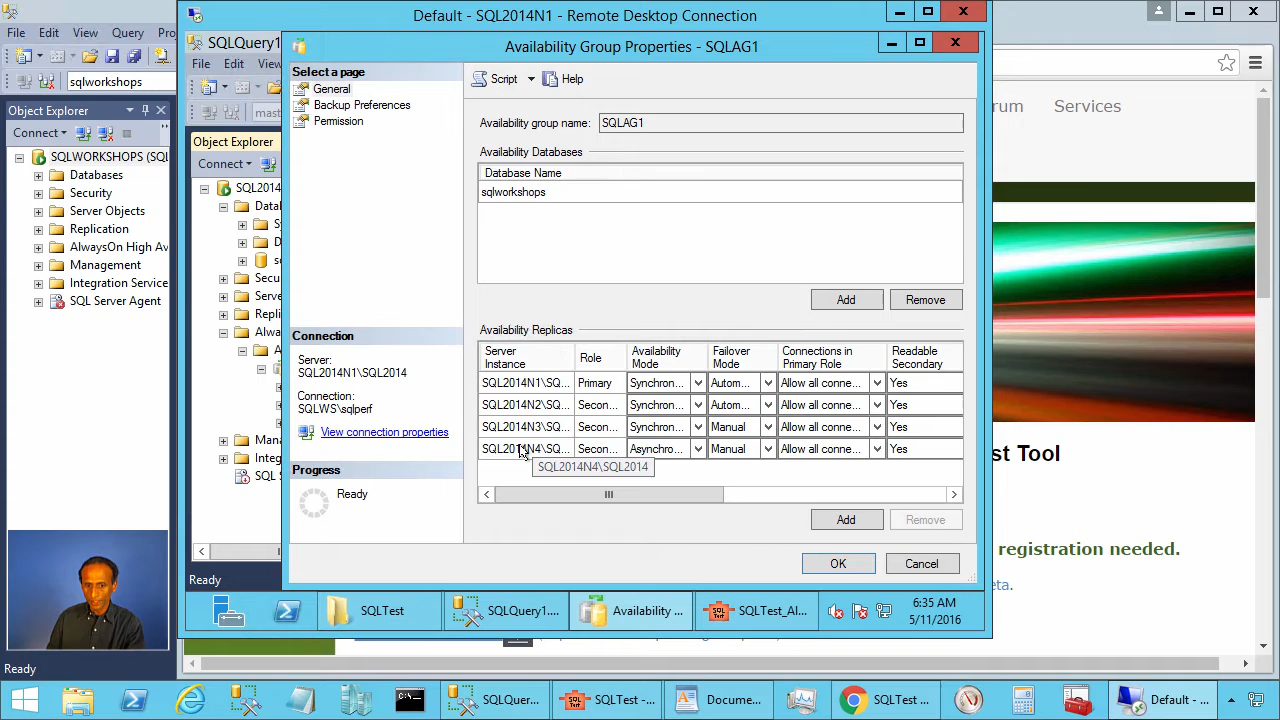 Default - SQL2014N1 - Remote Desktop Connection
File Edit View Query
sqlworkshops
Object Explorer
Connect
SQLWORKSHOPS (SQL
Databases
Security
Server Objects
Replication
AlwaysOn High Av
Management
Integration Service
SQL Server Agent
Ready
SQLQuery1
File Edit
Object Explorer
Connect
SQL2014
Ready
Availability Group Properties - SQLAG1
Select a page
General
Backup Preferences
Permission
Script Help
Availability group name: SQLAG1
Availability Databases
Database Name
sqlworkshops
Add Remove
Connection
Server:
SQL2014N1\SQL2014
Connection:
SQLWS\sqlperf
View connection properties
Progress
Ready
Availability Replicas
Server Instance Role Availability Mode Failover Mode Connections in Primary Role Readable Secondary
SQL2014N1\SQ... Primary Synchron... Autom... Allow all conne... Yes
SQL2014N2\SQ... Secon... Synchron... Autom... Allow all conne... Yes
SQL2014N3\SQ... Secon... Synchron... Manual Allow all conne... Yes
SQL2014N4\SQ... Secon... Asynchro... Manual Allow all conne... Yes
SQL2014N4\SQL2014
Add Remove
OK Cancel
SQLTest SQLQuery1.... Availability ... SQLTest_Al...
6:35 AM
5/11/2016
Services
st Tool
registration needed.
SQLQuer... SQLTest -... Docume... SQLTest ... Default - ...